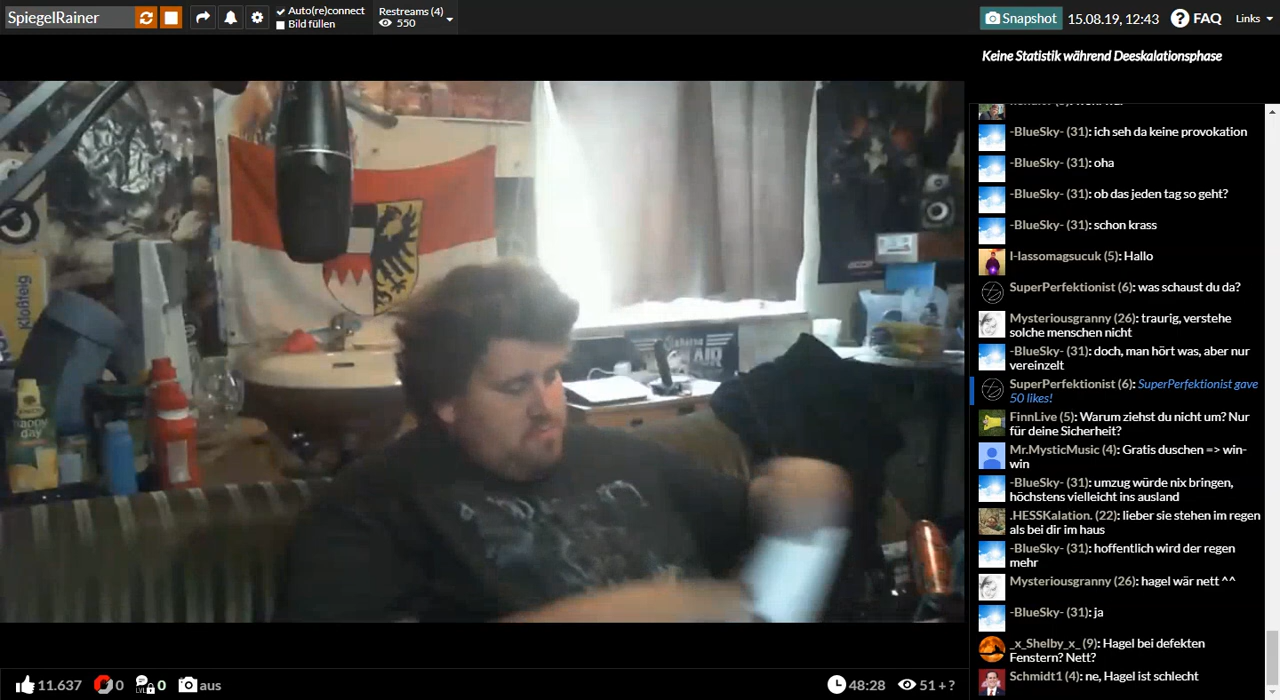 SpiegelRainer
Auto(re)connect
Bild füllen
Restreams (4)
550
Snapshot
15.08.19, 12:43
FAQ
Links
Keine Statistik während Deeskalationsphase
-BlueSky- (31): ich seh da keine provokation
-BlueSky- (31): oha
-BlueSky- (31): ob das jeden tag so geht?
-BlueSky- (31): schon krass
I-lassomagsucuk (5): Hallo
SuperPerfektionist (6): was schaust du da?
Mysteriousgranny (26): traurig, verstehe
solche menschen nicht
-BlueSky- (31): doch, man hört was, aber nur
vereinzelt
SuperPerfektionist (6): SuperPerfektionist gave
50 likes!
FinnLive (5): Warum ziehst du nicht um? Nur
für deine Sicherheit?
Mr.MysticMusic (4): Gratis duschen => win-
win
-BlueSky- (31): umzug würde nix bringen,
höchstens vielleicht ins ausland
.HESSKalation. (22): lieber sie stehen im regen
als bei dir im haus
-BlueSky- (31): hoffentlich wird der regen
mehr
Mysteriousgranny (26): hagel wär nett ^^
-BlueSky- (31): ja
_x_Shelby_x_ (9): Hagel bei defekten
Fenstern? Nett?
Schmidt1 (4): ne, Hagel ist schlecht
kloßteig
happy
day
AID
11.637
0
LVL
0
aus
48:28
51 + ?